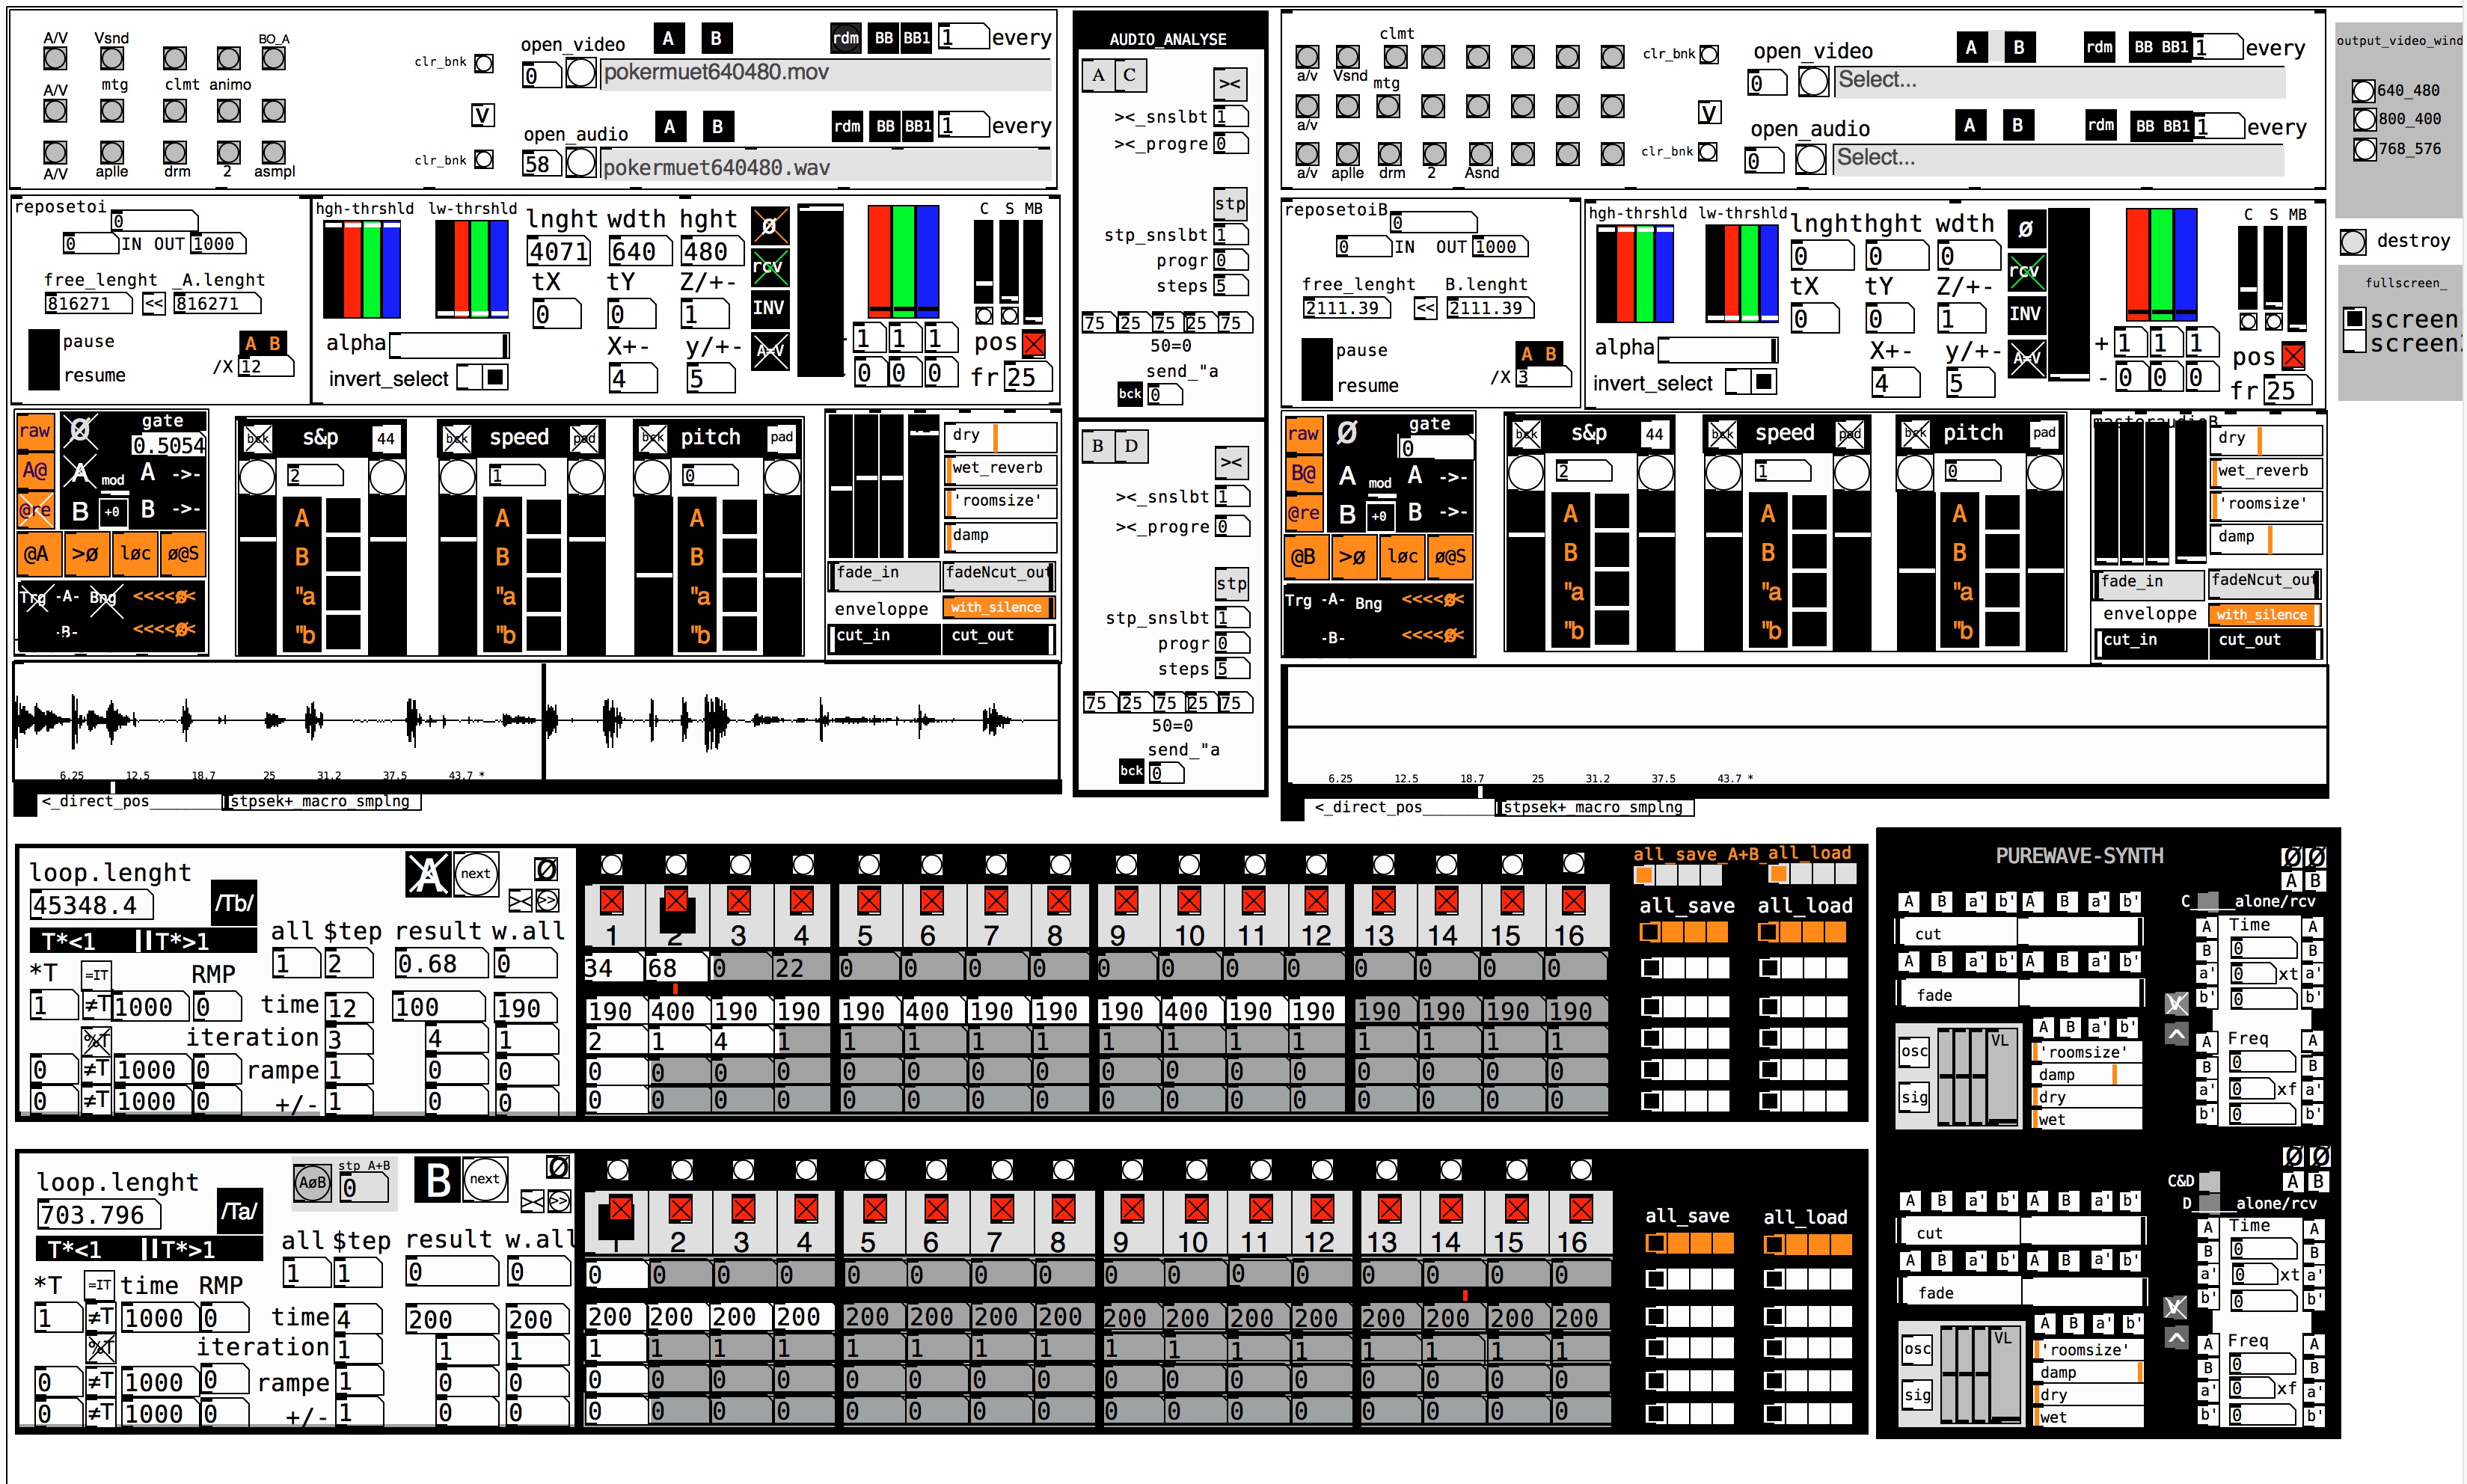 A/V Vsnd BO_A
mtg clmt animo
A/V
A/V aplle drm 2 asmpl
clr_bnk
V
clr_bnk
open_video A B rdm BB BB1 1 every
0 pokermuet640480.mov
open_audio A B rdm BB BB1 1 every
58 pokermuet640480.wav
reposetoi
0
0 IN OUT 1000
free_lenght _A.lenght
816271 << 816271
pause
resume
A B
/X 12
hgh-thrshld lw-thrshld
alpha
invert_select
lnght wdth hght
4071 640 480
tX tY Z/+-
0 0 1
X+- y/+-
4 5
Ø
rcv
INV
A=V
1 1 1
0 0 0
C S MB
pos
fr 25
raw
A@
@re
Ø gate
0.5054
A mod A ->-
B +0 B ->-
@A >ø løc ø@S
Trg -A- Bng <<<<ø<
-B- <<<<ø<
bck s&p 44
2
A
B
"a
"b
bck speed pad
1
A
B
"a
"b
bck pitch pad
0
A
B
"a
"b
dry
wet_reverb
'roomsize'
damp
fade_in fadeNcut_out
enveloppe with_silence
cut_in cut_out
6.25 12.5 18.7 25 31.2 37.5 43.7 *
<_direct_pos________ stpsek+_macro_smplng
AUDIO_ANALYSE
A C
><
><_snslbt 1
><_progre 0
stp
stp_snslbt 1
progr 0
steps 5
75 25 75 25 75
50=0
send_"a
bck 0
B D
><
><_snslbt 1
><_progre 0
stp
stp_snslbt 1
progr 0
steps 5
75 25 75 25 75
50=0
send_"a
bck 0
clmt
a/v Vsnd mtg
a/v
a/v aplle drm 2 Asnd
clr_bnk
V
clr_bnk
open_video A B rdm BB BB1 1 every
0 Select...
open_audio A B rdm BB BB1 1 every
0 Select...
reposetoiB
0
0 IN OUT 1000
free_lenght B.lenght
2111.39 << 2111.39
pause
resume
A B
/X 3
hgh-thrshld lw-thrshld
alpha
invert_select
lnghthght wdth
0 0 0
tX tY Z/+-
0 0 1
X+- y/+-
4 5
ø
rcv
INV
A=V
+ 1 1 1
- 0 0 0
C S MB
pos
fr 25
raw
B@
@re
Ø gate
0
A mod A ->-
B +0 B ->-
@B >ø løc ø@S
Trg -A- Bng <<<<ø<
-B- <<<<ø<
bck s&p 44
2
A
B
"a
"b
bck speed pad
1
A
B
"a
"b
bck pitch pad
0
A
B
"a
"b
masteraudioB
dry
wet_reverb
'roomsize'
damp
fade_in fadeNcut_out
enveloppe with_silence
cut_in cut_out
6.25 12.5 18.7 25 31.2 37.5 43.7 *
<_direct_pos________ stpsek+_macro_smplng
output_video_wind
640_480
800_400
768_576
destroy
fullscreen_
screen
screen
loop.lenght
45348.4 /Tb/
T*<1 ||T*>1
A next Ø
>< >>
all $tep result w.all
1 2 0.68 0
*T =IT RMP
1 ≠T 1000 0 time 12 100 190
%T iteration 3 4 1
0 ≠T 1000 0 rampe 1 0 0
0 ≠T 1000 0 +/- 1 0 0
1 2 3 4 5 6 7 8 9 10 11 12 13 14 15 16
34 68 0 22 0 0 0 0 0 0 0 0 0 0 0 0
190 400 190 190 190 400 190 190 190 400 190 190 190 190 190 190
2 1 4 1 1 1 1 1 1 1 1 1 1 1 1 1
0 0 0 0 0 0 0 0 0 0 0 0 0 0 0 0
0 0 0 0 0 0 0 0 0 0 0 0 0 0 0 0
all_save_A+B_all_load
all_save all_load
loop.lenght
703.796 /Ta/
T*<1 ||T*>1
AøB stp A+B
0
B next Ø
>< >>
all $tep result w.all
1 1 0 0
*T =IT time RMP
1 ≠T 1000 0 time 4 200 200
%T iteration 1 1 1
0 ≠T 1000 0 rampe 1 0 0
0 ≠T 1000 0 +/- 1 0 0
1 2 3 4 5 6 7 8 9 10 11 12 13 14 15 16
0 0 0 0 0 0 0 0 0 0 0 0 0 0 0 0
200 200 200 200 200 200 200 200 200 200 200 200 200 200 200 200
1 1 1 1 1 1 1 1 1 1 1 1 1 1 1 1
0 0 0 0 0 0 0 0 0 0 0 0 0 0 0 0
0 0 0 0 0 0 0 0 0 0 0 0 0 0 0 0
all_save all_load
PUREWAVE-SYNTH ØØ
A B
A B a' b' A B a' b' C____alone/rcv
cut
A B a' b' A B a' b'
fade
A Time A
B 0 B
a' 0 xt a'
b' 0 b'
V
^
osc
sig
VL
A B a' b'
'roomsize'
damp
dry
wet
A Freq A
B 0 B
a' 0 xf a'
b' 0 b'
ØØ
C&D A B
D____alone/rcv
A B a' b' A B a' b'
cut
A B a' b' A B a' b'
fade
A Time A
B 0 B
a' 0 xt a'
b' 0 b'
V
^
osc
sig
VL
A B a' b'
'roomsize'
damp
dry
wet
A Freq A
B 0 B
a' 0 xf a'
b' 0 b'